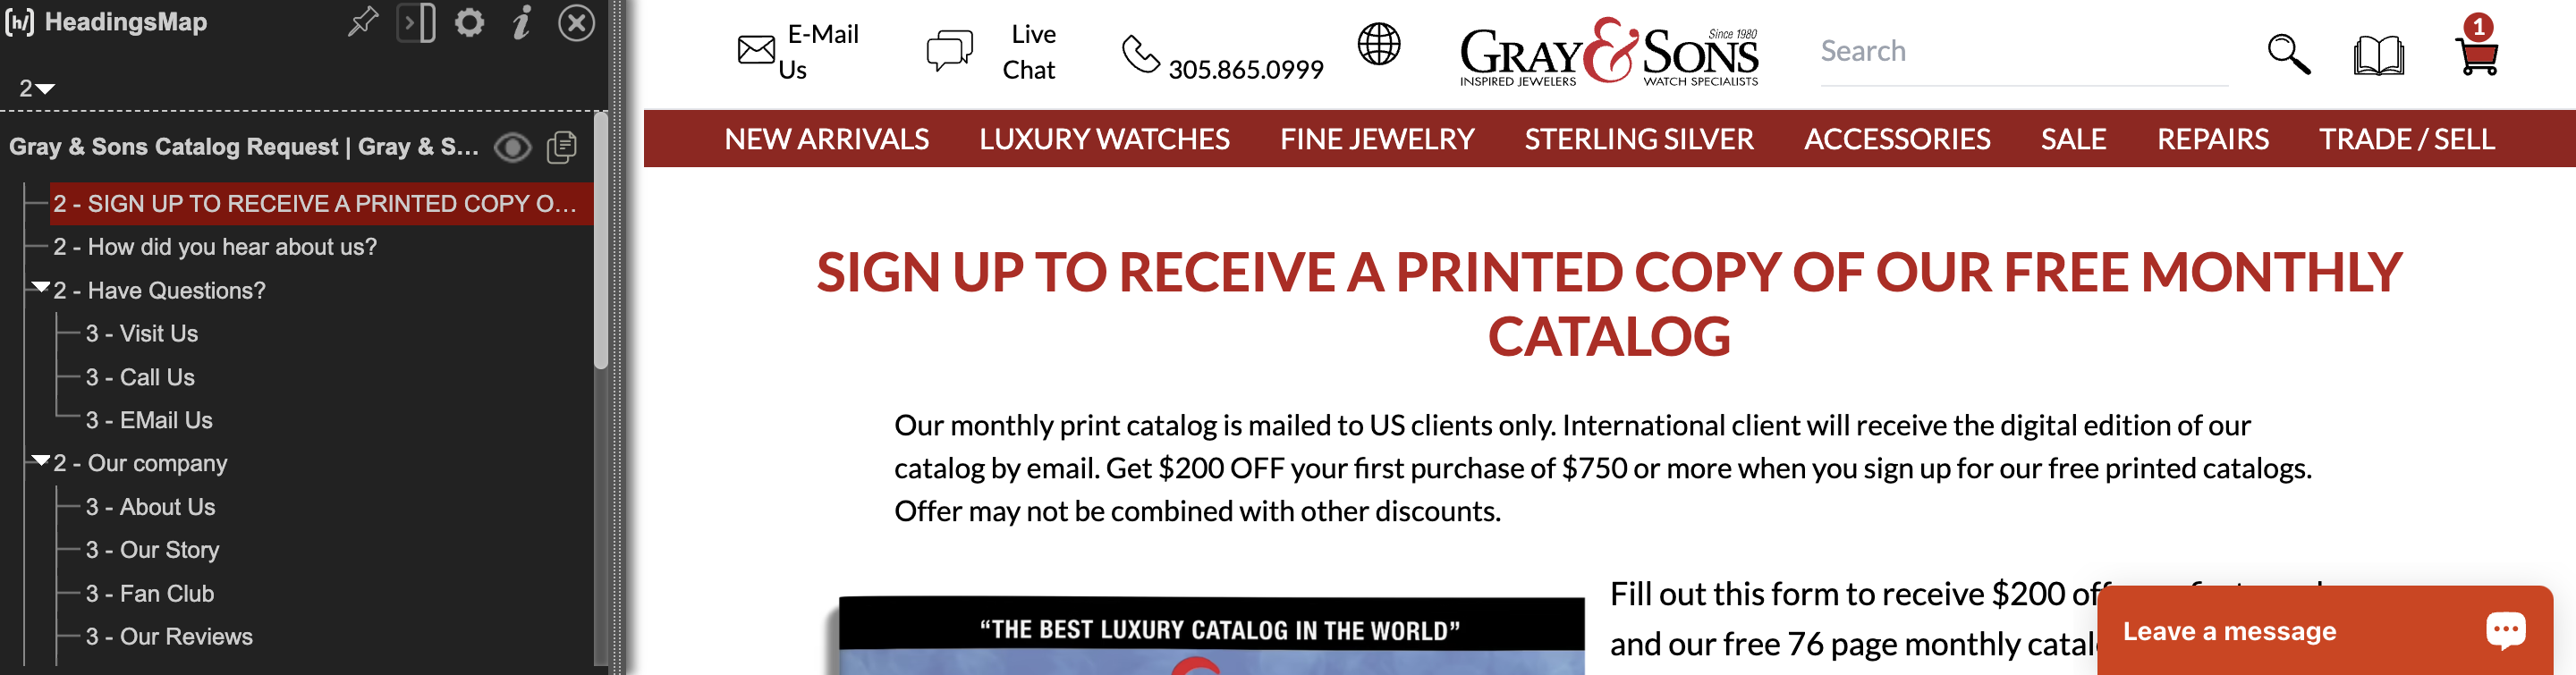 [h/] HeadingsMap
2
Gray & Sons Catalog Request | Gray & S...
2 - SIGN UP TO RECEIVE A PRINTED COPY O...
2 - How did you hear about us?
2 - Have Questions?
3 - Visit Us
3 - Call Us
3 - EMail Us
2 - Our company
3 - About Us
3 - Our Story
3 - Fan Club
3 - Our Reviews
E-Mail
Us
Live
Chat
305.865.0999
Since 1980
GRAY & SONS
INSPIRED JEWELERS WATCH SPECIALISTS
Search
1
NEW ARRIVALS LUXURY WATCHES FINE JEWELRY STERLING SILVER ACCESSORIES SALE REPAIRS TRADE / SELL
SIGN UP TO RECEIVE A PRINTED COPY OF OUR FREE MONTHLY
CATALOG
Our monthly print catalog is mailed to US clients only. International client will receive the digital edition of our
catalog by email. Get $200 OFF your first purchase of $750 or more when you sign up for our free printed catalogs.
Offer may not be combined with other discounts.
“THE BEST LUXURY CATALOG IN THE WORLD”
Fill out this form to receive $200 off
and our free 76 page monthly catal
Leave a message